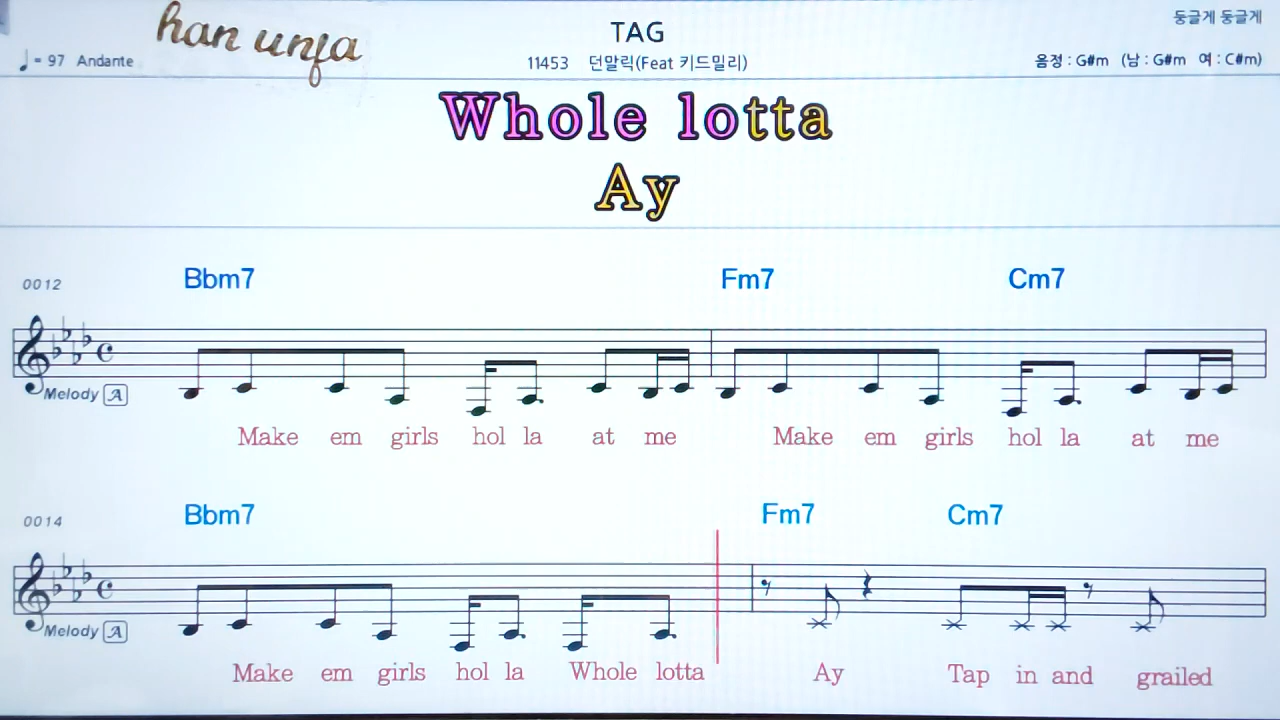 han unfa
TAG
둥글게 둥글게
♩= 97 Andante
11453 던말릭(Feat 키드밀리)
음정 : G#m (남 : G#m 여 : C#m)
Whole lotta
Ay
0012
Bbm7 Fm7 Cm7
Melody A
Make em girls hol la at me Make em girls hol la at me
0014
Bbm7 Fm7 Cm7
Melody A
Make em girls hol la Whole lotta Ay Tap in and grailed